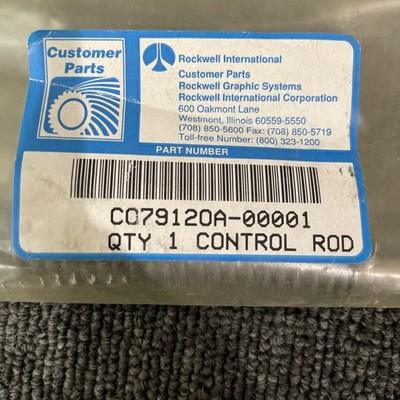 Customer
Parts
Rockwell International
Customer Parts
Rockwell Graphic Systems
Rockwell International Corporation
600 Oakmont Lane
Westmont, Illinois 60559-5550
(708) 850-5600 Fax: (708) 850-5719
Toll-free Number: (800) 323-1200
PART NUMBER
CO79120A-00001
QTY 1 CONTROL ROD